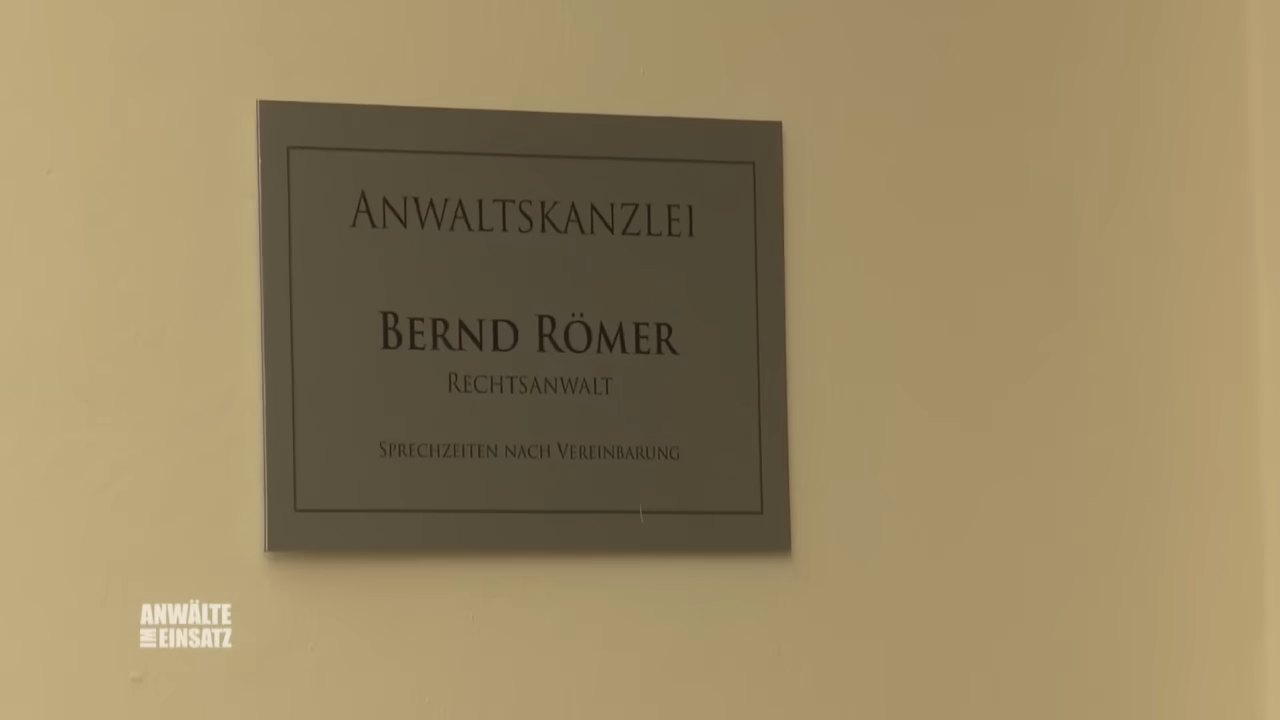 ANWALTSKANZLEI
BERND RÖMER
RECHTSANWALT
SPRECHZEITEN NACH VEREINBARUNG
ANWÄLTE
IM EINSATZ